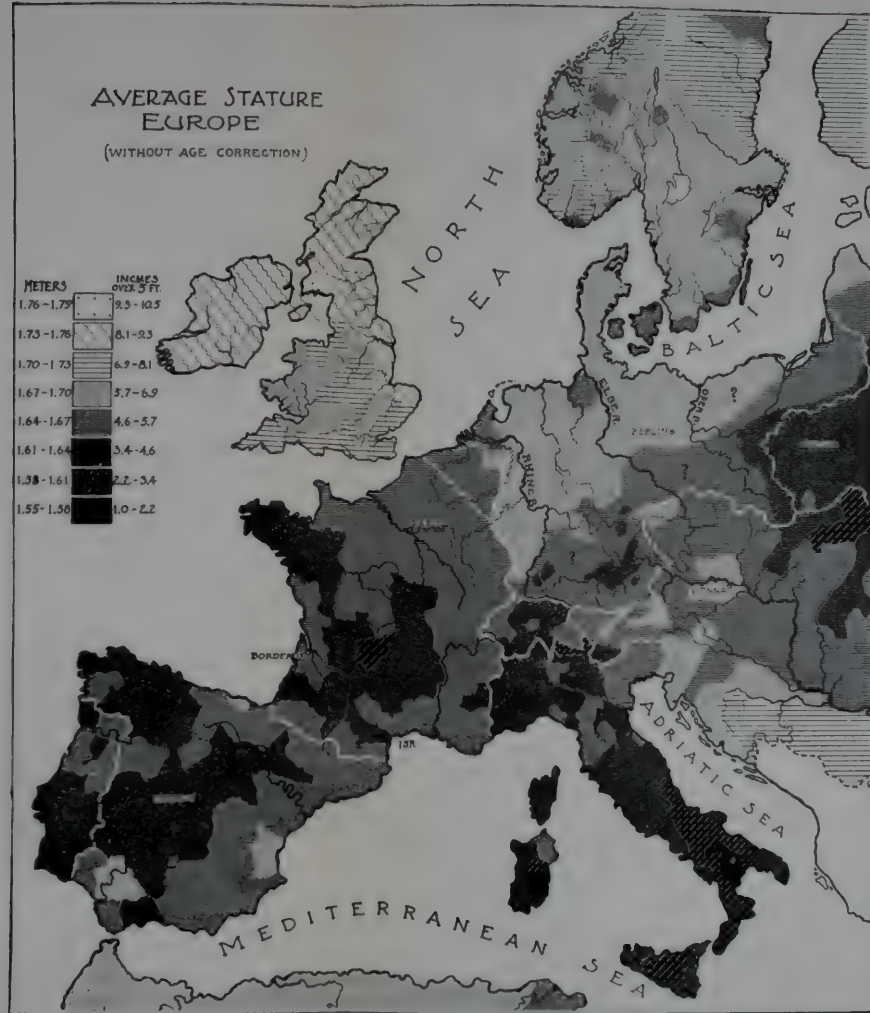 AVERAGE STATURE
EUROPE
(WITHOUT AGE CORRECTION)
METERS INCHES OVER 5 FT.
1.76-1.79 9.3-10.5
1.73-1.76 8.1-9.3
1.70-1.73 6.9-8.1
1.67-1.70 5.7-6.9
1.64-1.67 4.6-5.7
1.61-1.64 3.4-4.6
1.58-1.61 2.2-3.4
1.55-1.58 1.0-2.2
NORTH
SEA
BALTIC SEA
ELBE R
ODER R
?
RHINE R
?
?
BORDE
ISR
ADRIATIC SEA
MEDITERRANEAN SEA